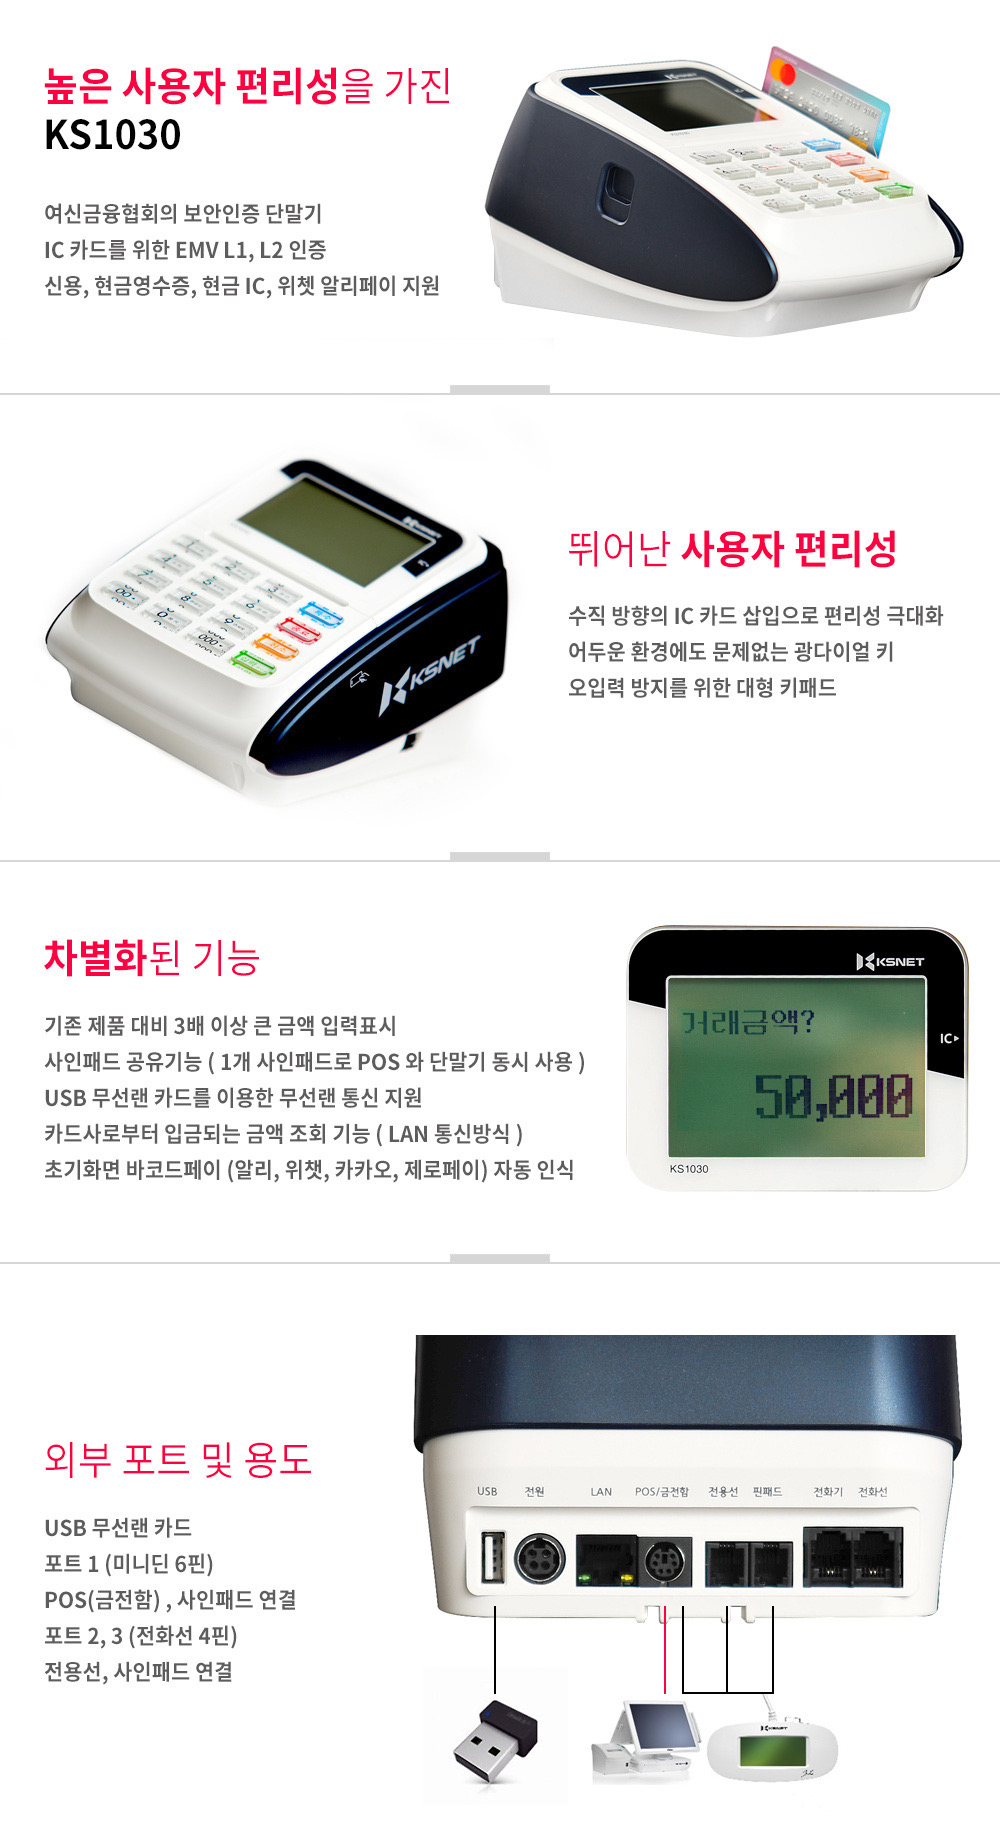 높은 사용자 편리성을 가진
KS1030
여신금융협회의 보안인증 단말기
IC 카드를 위한 EMV L1, L2 인증
신용, 현금영수증, 현금 IC, 위쳇 알리페이 지원
KSNET
뛰어난 사용자 편리성
수직 방향의 IC 카드 삽입으로 편리성 극대화
어두운 환경에도 문제없는 광다이얼 키
오입력 방지를 위한 대형 키패드
차별화된 기능
기존 제품 대비 3배 이상 큰 금액 입력표시
사인패드 공유기능 ( 1개 사인패드로 POS 와 단말기 동시 사용 )
USB 무선랜 카드를 이용한 무선랜 통신 지원
카드사로부터 입금되는 금액 조회 기능 ( LAN 통신방식 )
초기화면 바코드페이 (알리, 위챗, 카카오, 제로페이) 자동 인식
KSNET
거래금액?
IC
50,000
KS1030
외부 포트 및 용도
USB 무선랜 카드
포트 1 (미니딘 6핀)
POS(금전함) , 사인패드 연결
포트 2, 3 (전화선 4핀)
전용선, 사인패드 연결
USB 전원 LAN POS/금전함 전용선 핀패드 전화기 전화선
KSNET